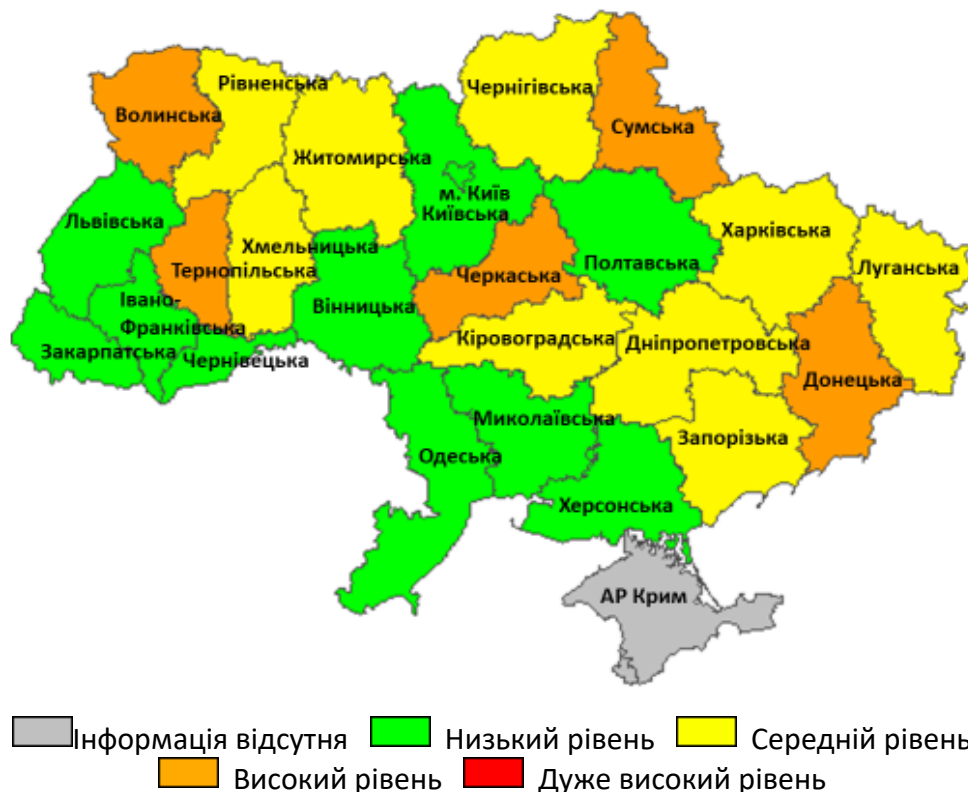 Чернігівська
Рівненська
Волинська
Сумська
Житомирська
м. Київ
Київська
Львівська
Харківська
Хмельницька
Полтавська
Луганська
Тернопільська
Черкаська
Івано-
Франківська
Вінницька
Кіровоградська
Дніпропетровська
Закарпатська
Чернівецька
Донецька
Миколаївська
Запорізька
Одеська
Херсонська
АР Крим
Інформація відсутня Низький рівень Середній рівень
Високий рівень Дуже високий рівень